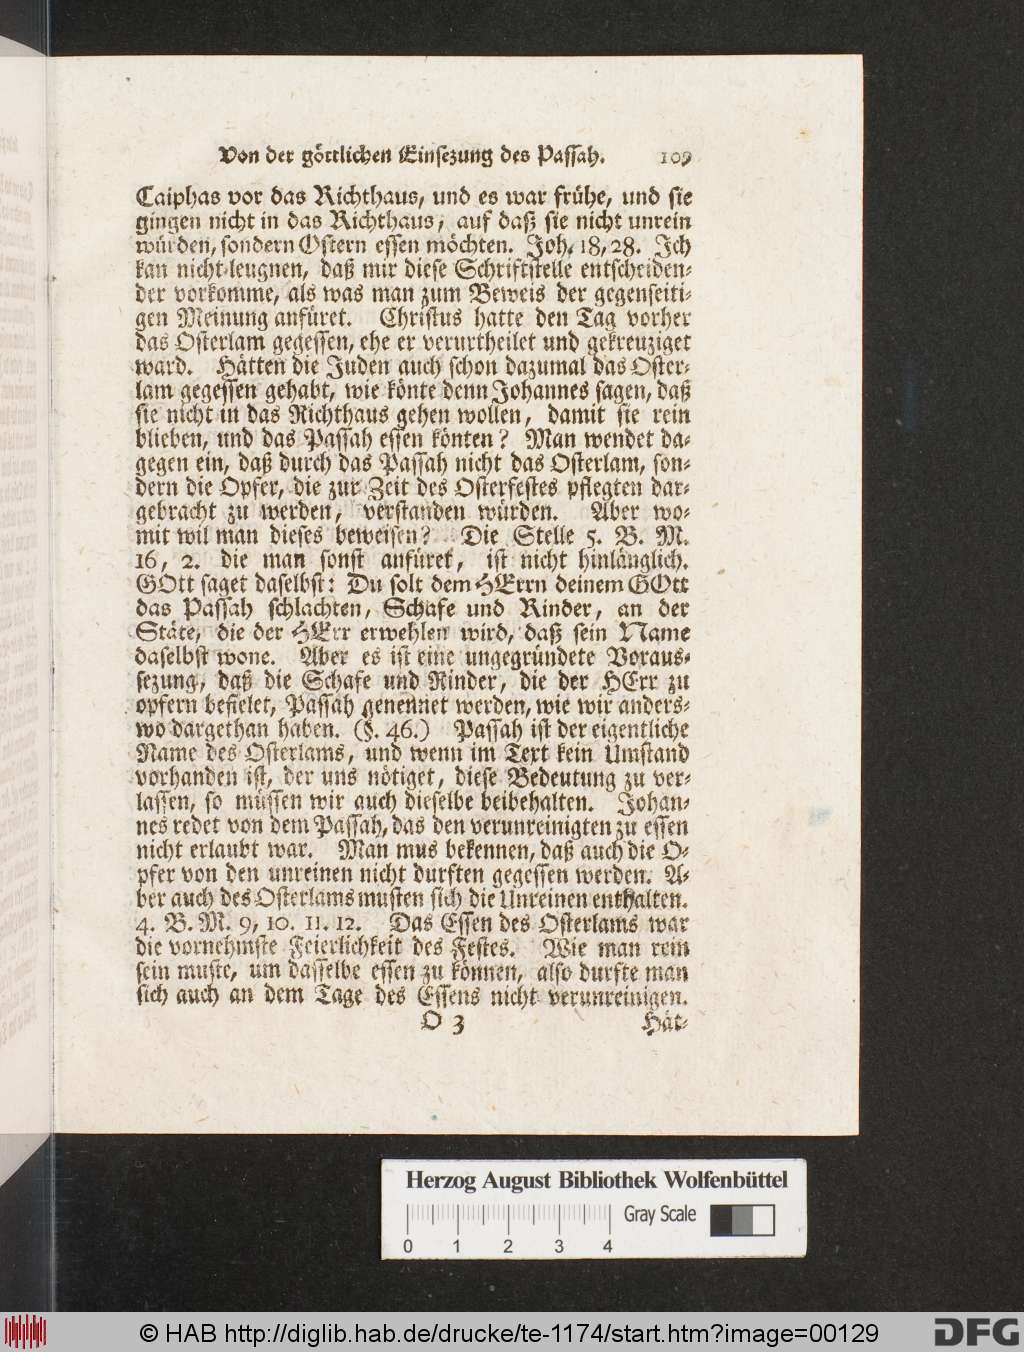 Von der göttlichen Einsezung des Passah. 109
Caiphas vor das Richthaus, und es war frühe, und sie
gingen nicht in das Richthaus, auf daß sie nicht unrein
würden, sondern Ostern essen möchten. Joh. 18, 28. Ich
kan nicht leugnen, daß mir diese Schriftstelle entscheiden-
der vorkomme, als was man zum Beweis der gegenseiti-
gen Meinung anfüret. Christus hatte den Tag vorher
das Osterlam gegessen, ehe er verurtheilet und gekreuziget
ward. Hätten die Juden auch schon dazumal das Oster-
lam gegessen gehabt, wie könte denn Johannes sagen, daß
sie nicht in das Richthaus gehen wollen, damit sie rein
blieben, und das Passah essen könten? Man wendet da-
gegen ein, daß durch das Passah nicht das Osterlam, son-
dern die Opfer, die zur Zeit des Osterfestes pflegten dar-
gebracht zu werden, verstanden würden. Aber wo-
mit wil man dieses beweisen? Die Stelle 5. B. M.
16, 2. die man sonst anfüret, ist nicht hinlänglich.
GOtt saget daselbst: Du solt dem HErrn deinem GOtt
das Passah schlachten, Schafe und Rinder, an der
Stäte, die der HErr erwehlen wird, daß sein Name
daselbst wone. Aber es ist eine ungegründete Voraus-
sezung, daß die Schafe und Rinder, die der HErr zu
opfern befielet, Passah genennet werden, wie wir anders-
wo dargethan haben. (§. 46.) Passah ist der eigentliche
Name des Osterlams, und wenn im Text kein Umstand
vorhanden ist, der uns nötiget, diese Bedeutung zu ver-
lassen, so müssen wir auch dieselbe beibehalten. Johan-
nes redet von dem Passah, das den verunreinigten zu essen
nicht erlaubt war. Man mus bekennen, daß auch die O-
pfer von den unreinen nicht durften gegessen werden. A-
ber auch des Osterlams musten sich die Unreinen enthalten.
4. B. M. 9, 10. 11. 12. Das Essen des Osterlams war
die vornehmste Feierlichkeit des Festes. Wie man rein
sein muste, um dasselbe essen zu können, also durfte man
sich auch an dem Tage des Essens nicht verunreinigen.
O 3 Hät-
Herzog August Bibliothek Wolfenbüttel
Gray Scale
0 1 2 3 4
© HAB http://diglib.hab.de/drucke/te-1174/start.htm?image=00129
DFG